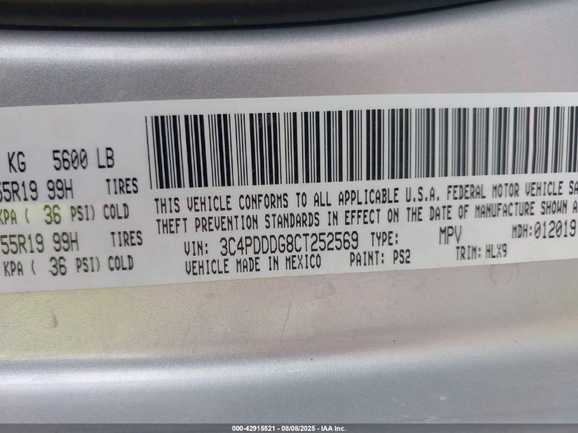 KG 5600 LB
55R19 99H TIRES
KPA ( 36 PSI) COLD
55R19 99H TIRES
KPA ( 36 PSI) COLD
THIS VEHICLE CONFORMS TO ALL APPLICABLE U.S.A. FEDERAL MOTOR VEHICLE SA
THEFT PREVENTION STANDARDS IN EFFECT ON THE DATE OF MANUFACTURE SHOWN A
VIN: 3C4PDDDG8CT252569 TYPE: MPV MDH: 012019
VEHICLE MADE IN MEXICO PAINT: PS2 TRIM: HLX9
000-42915521 - 08/08/2025 - IAA Inc.